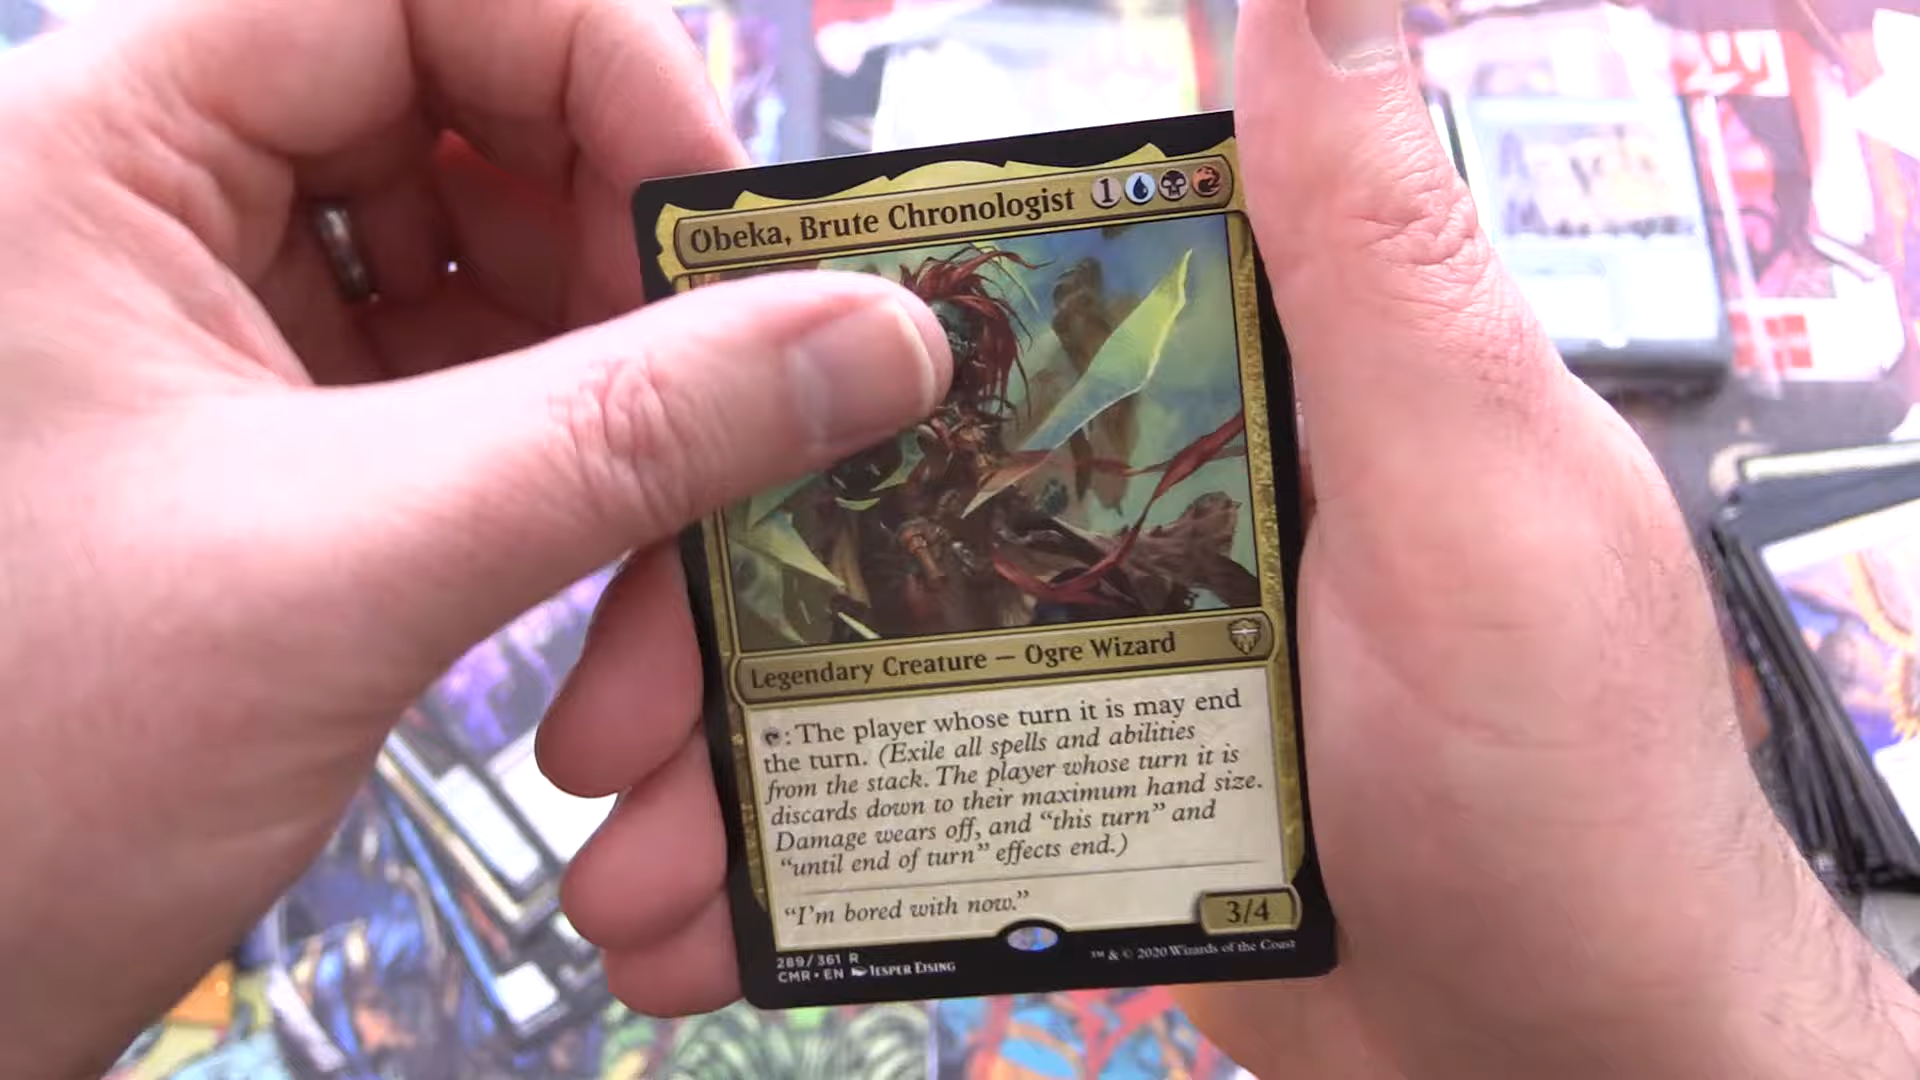 Obeka, Brute Chronologist 1
Legendary Creature — Ogre Wizard
: The player whose turn it is may end
the turn. (Exile all spells and abilities
from the stack. The player whose turn it is
discards down to their maximum hand size.
Damage wears off, and “this turn” and
“until end of turn” effects end.)
“I'm bored with now.”
3/4
289/361 R
CMR • EN Jesper Ejsing
™ & © 2020 Wizards of the Coast